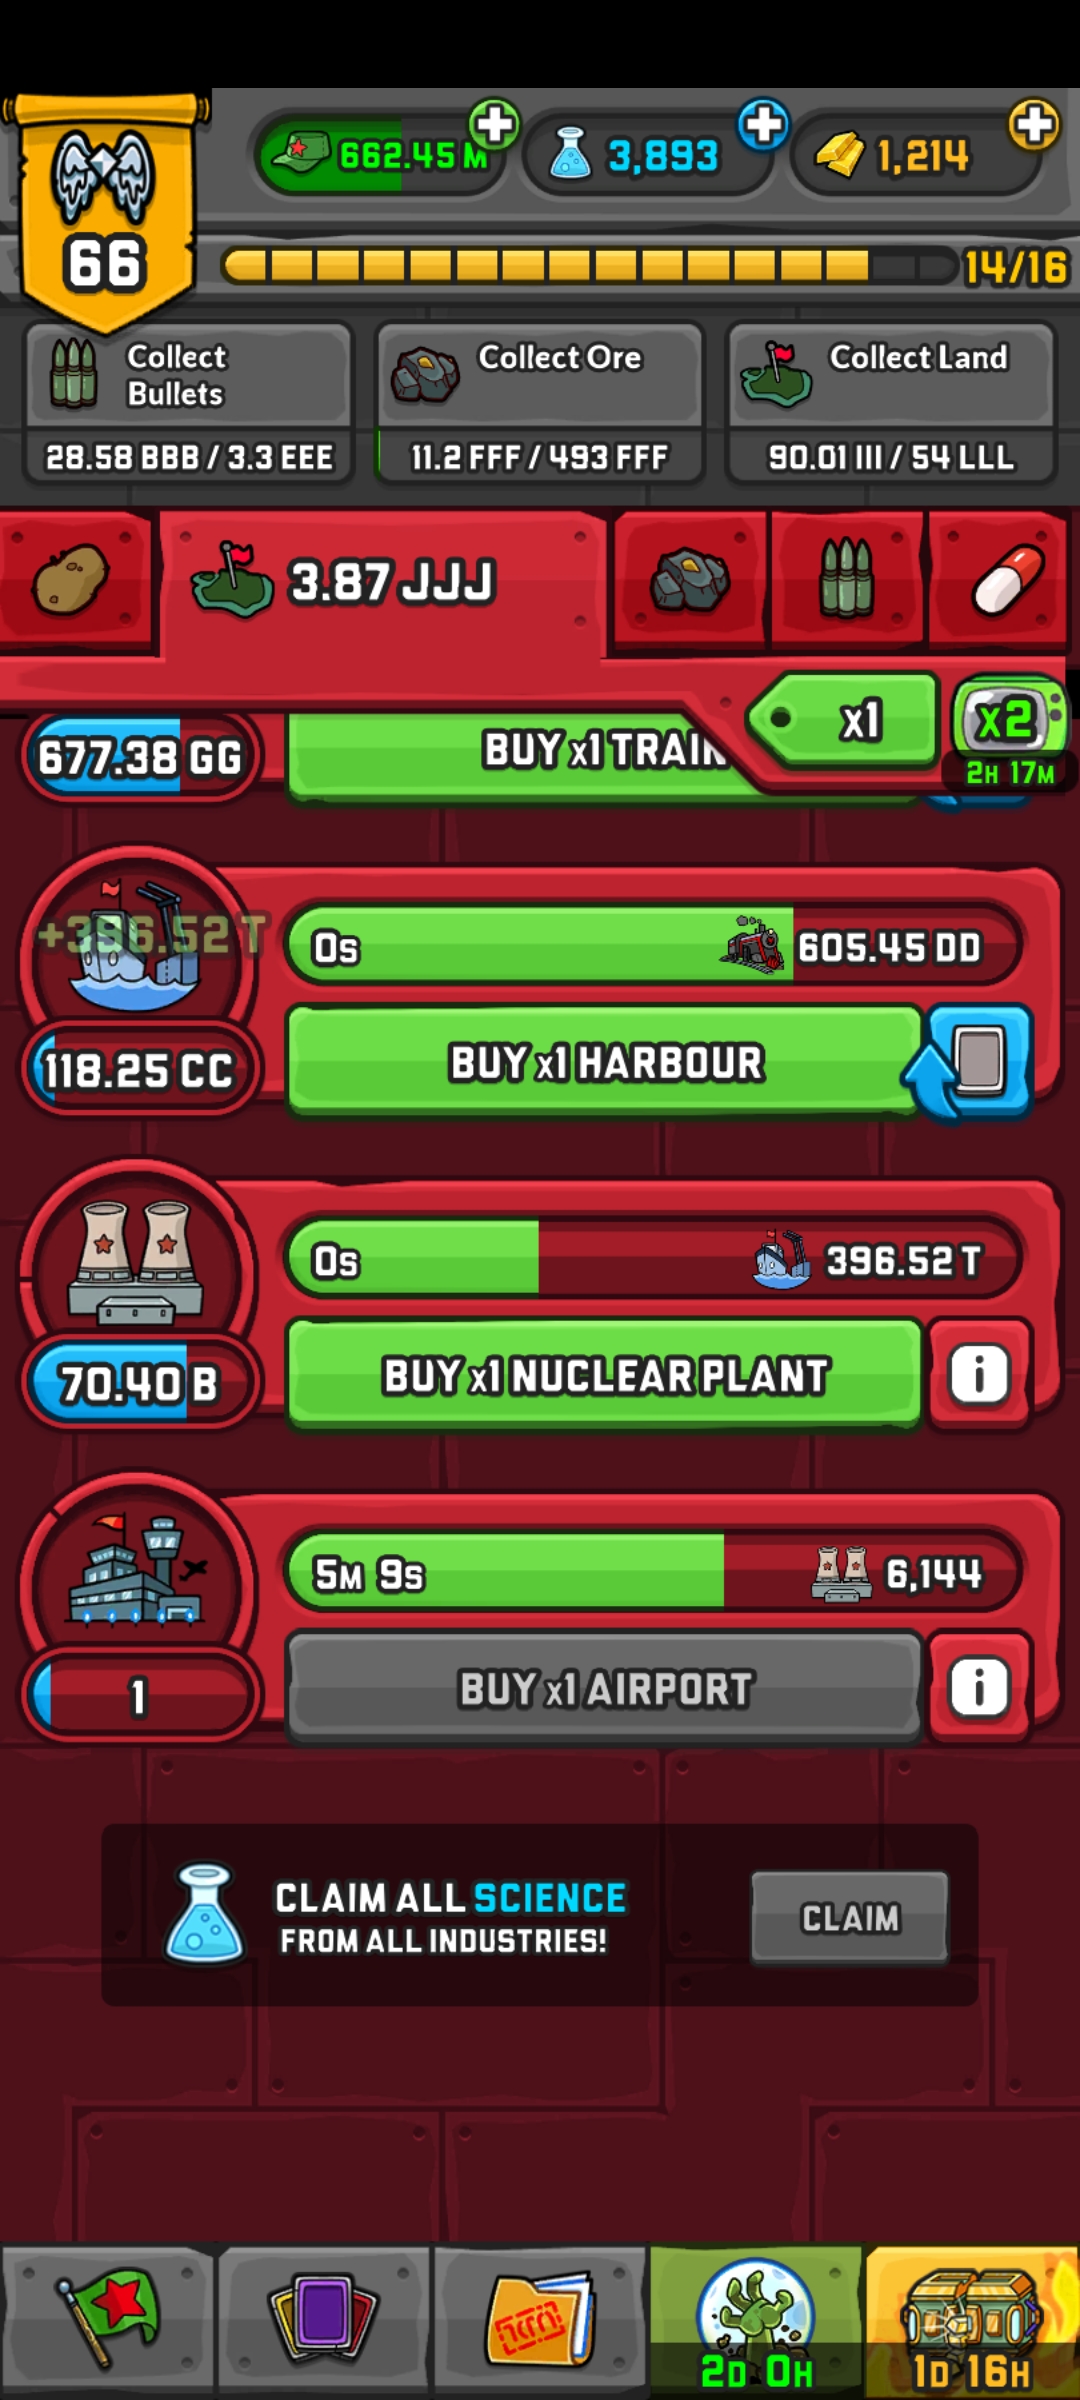 662.45 M
3,893
1,214
66
14/16
Collect
Bullets
28.58 BBB / 3.3 EEE
Collect Ore
11.2 FFF / 493 FFF
Collect Land
90.01 III / 54 LLL
3.87 JJJ
x1
x2
2H 17M
677.38 GG
BUY x1 TRAIN
+396.52 T
0s
605.45 DD
118.25 CC
BUY x1 HARBOUR
0s
396.52 T
70.40 B
BUY x1 NUCLEAR PLANT
i
5M 9s
6,144
1
BUY x1 AIRPORT
i
CLAIM ALL SCIENCE
FROM ALL INDUSTRIES!
CLAIM
2D 0H
1D 16H